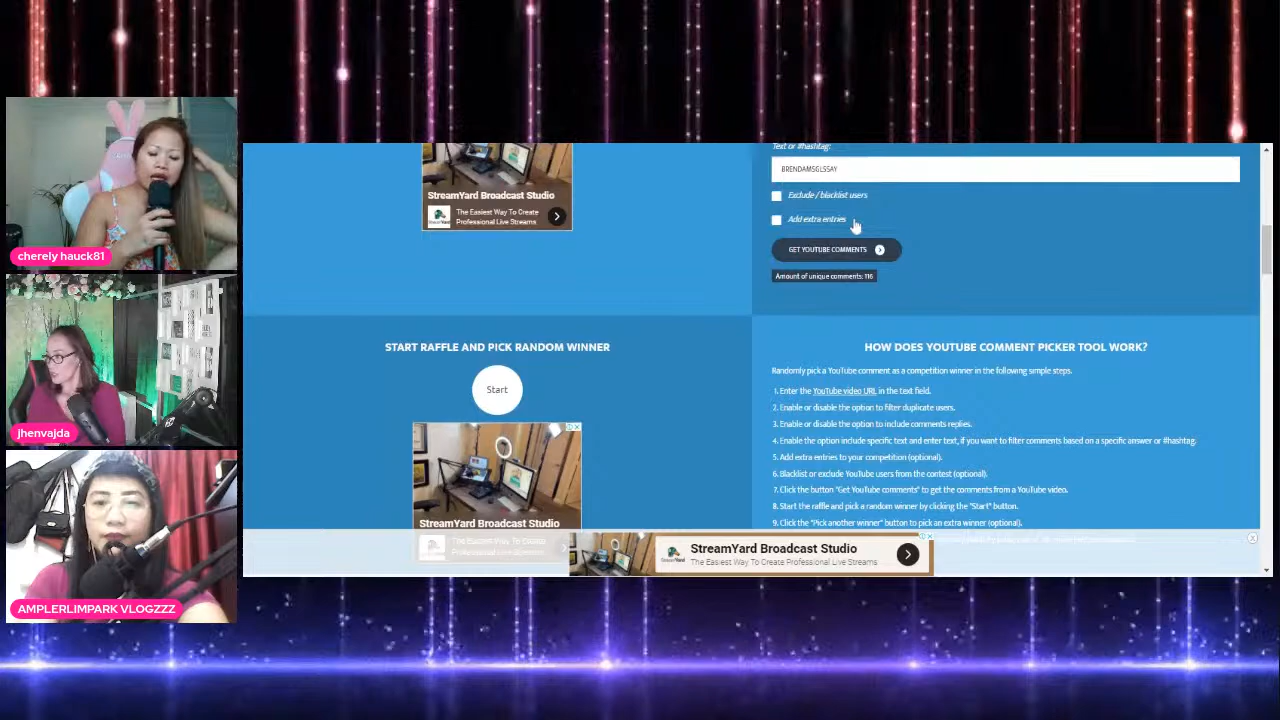 cherely hauck81
jhenvajda
AMPLERLIMPARK VLOGZZZ
StreamYard Broadcast Studio
The Easiest Way To Create
Professional Live Streams
Text or #hashtag:
BRENDAMSGLSSAY
Exclude / blacklist users
Add extra entries
GET YOUTUBE COMMENTS
Amount of unique comments: 116
START RAFFLE AND PICK RANDOM WINNER
Start
StreamYard Broadcast Studio
The Easiest Way To Create
Professional Live Streams
HOW DOES YOUTUBE COMMENT PICKER TOOL WORK?
Randomly pick a YouTube comment as a competition winner in the following simple steps.
1. Enter the YouTube video URL in the text field.
2. Enable or disable the option to filter duplicate users.
3. Enable or disable the option to include comments replies.
4. Enable the option include specific text and enter text, if you want to filter comments based on a specific answer or #hashtag.
5. Add extra entries to your competition (optional).
6. Blacklist or exclude YouTube users from the contest (optional).
7. Click the button "Get YouTube comments" to get the comments from a YouTube video.
8. Start the raffle and pick a random winner by clicking the "Start" button.
9. Click the "Pick another winner" button to pick an extra winner (optional).
StreamYard Broadcast Studio
The Easiest Way To Create Professional Live Streams